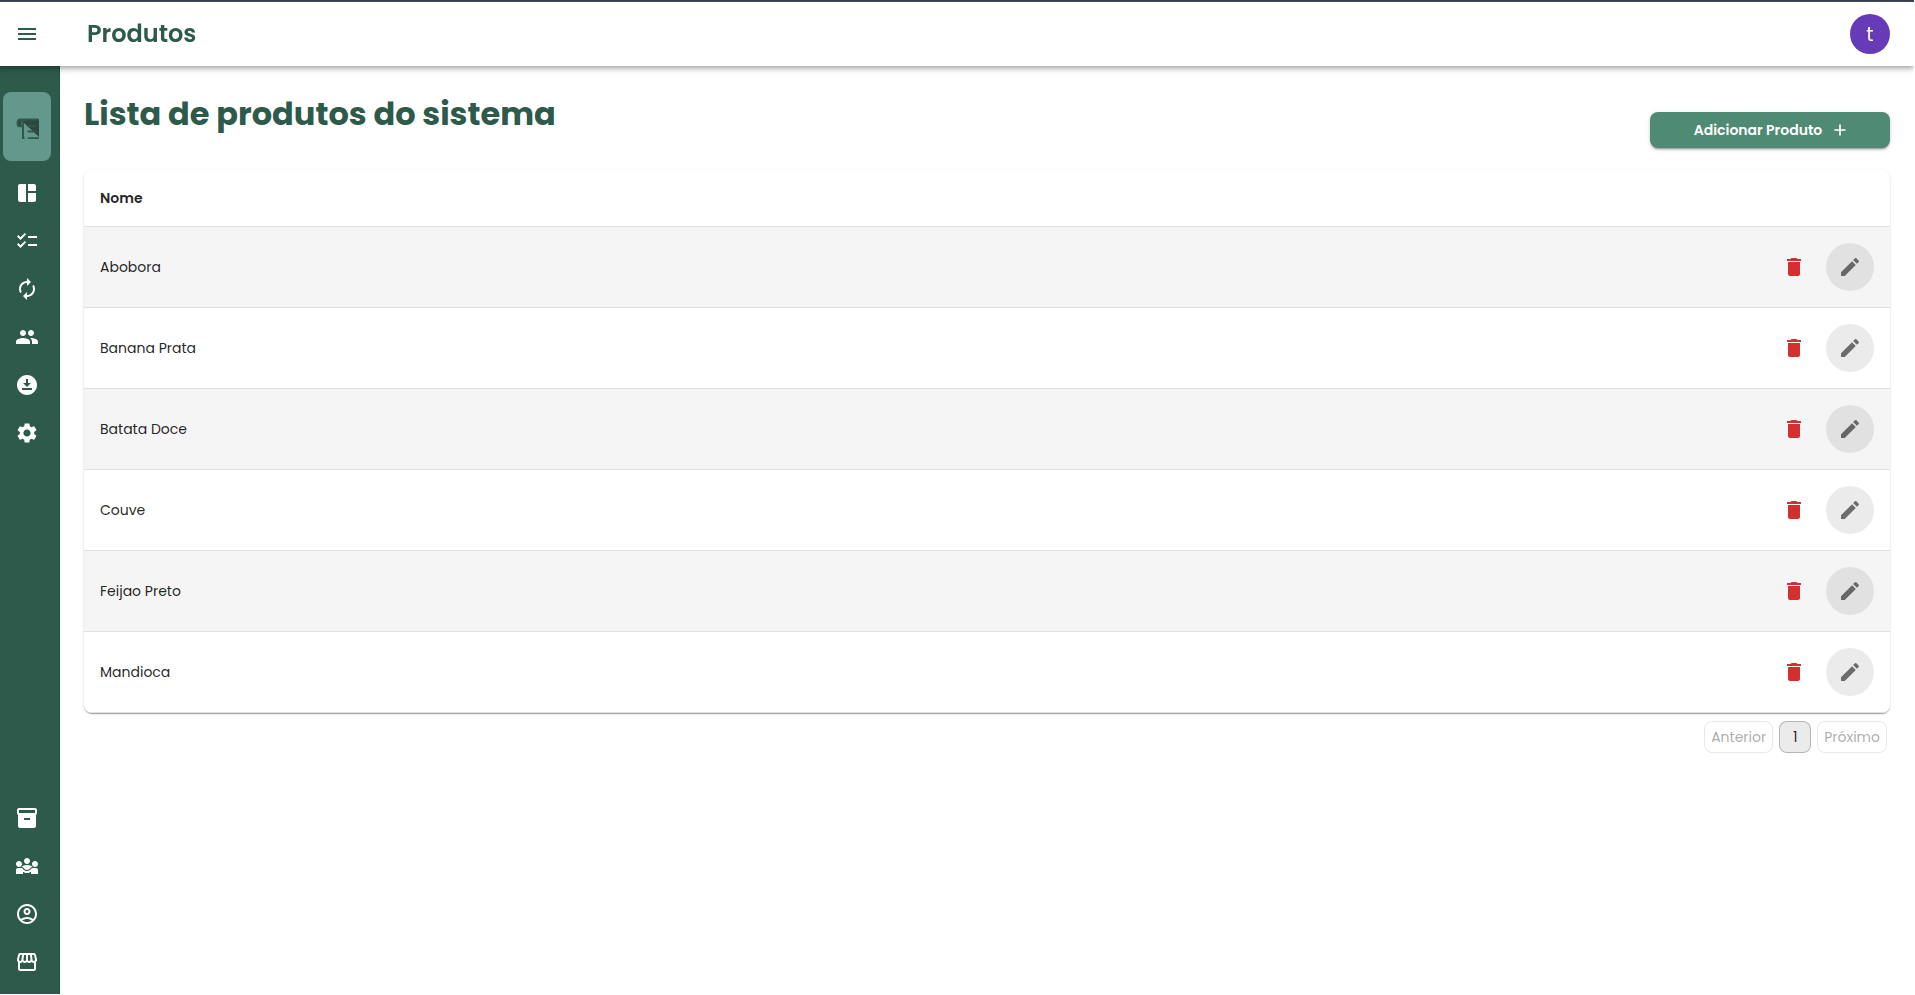 Produtos
t
Lista de produtos do sistema
Adicionar Produto +
Nome
Abobora
Banana Prata
Batata Doce
Couve
Feijao Preto
Mandioca
Anterior 1 Próximo